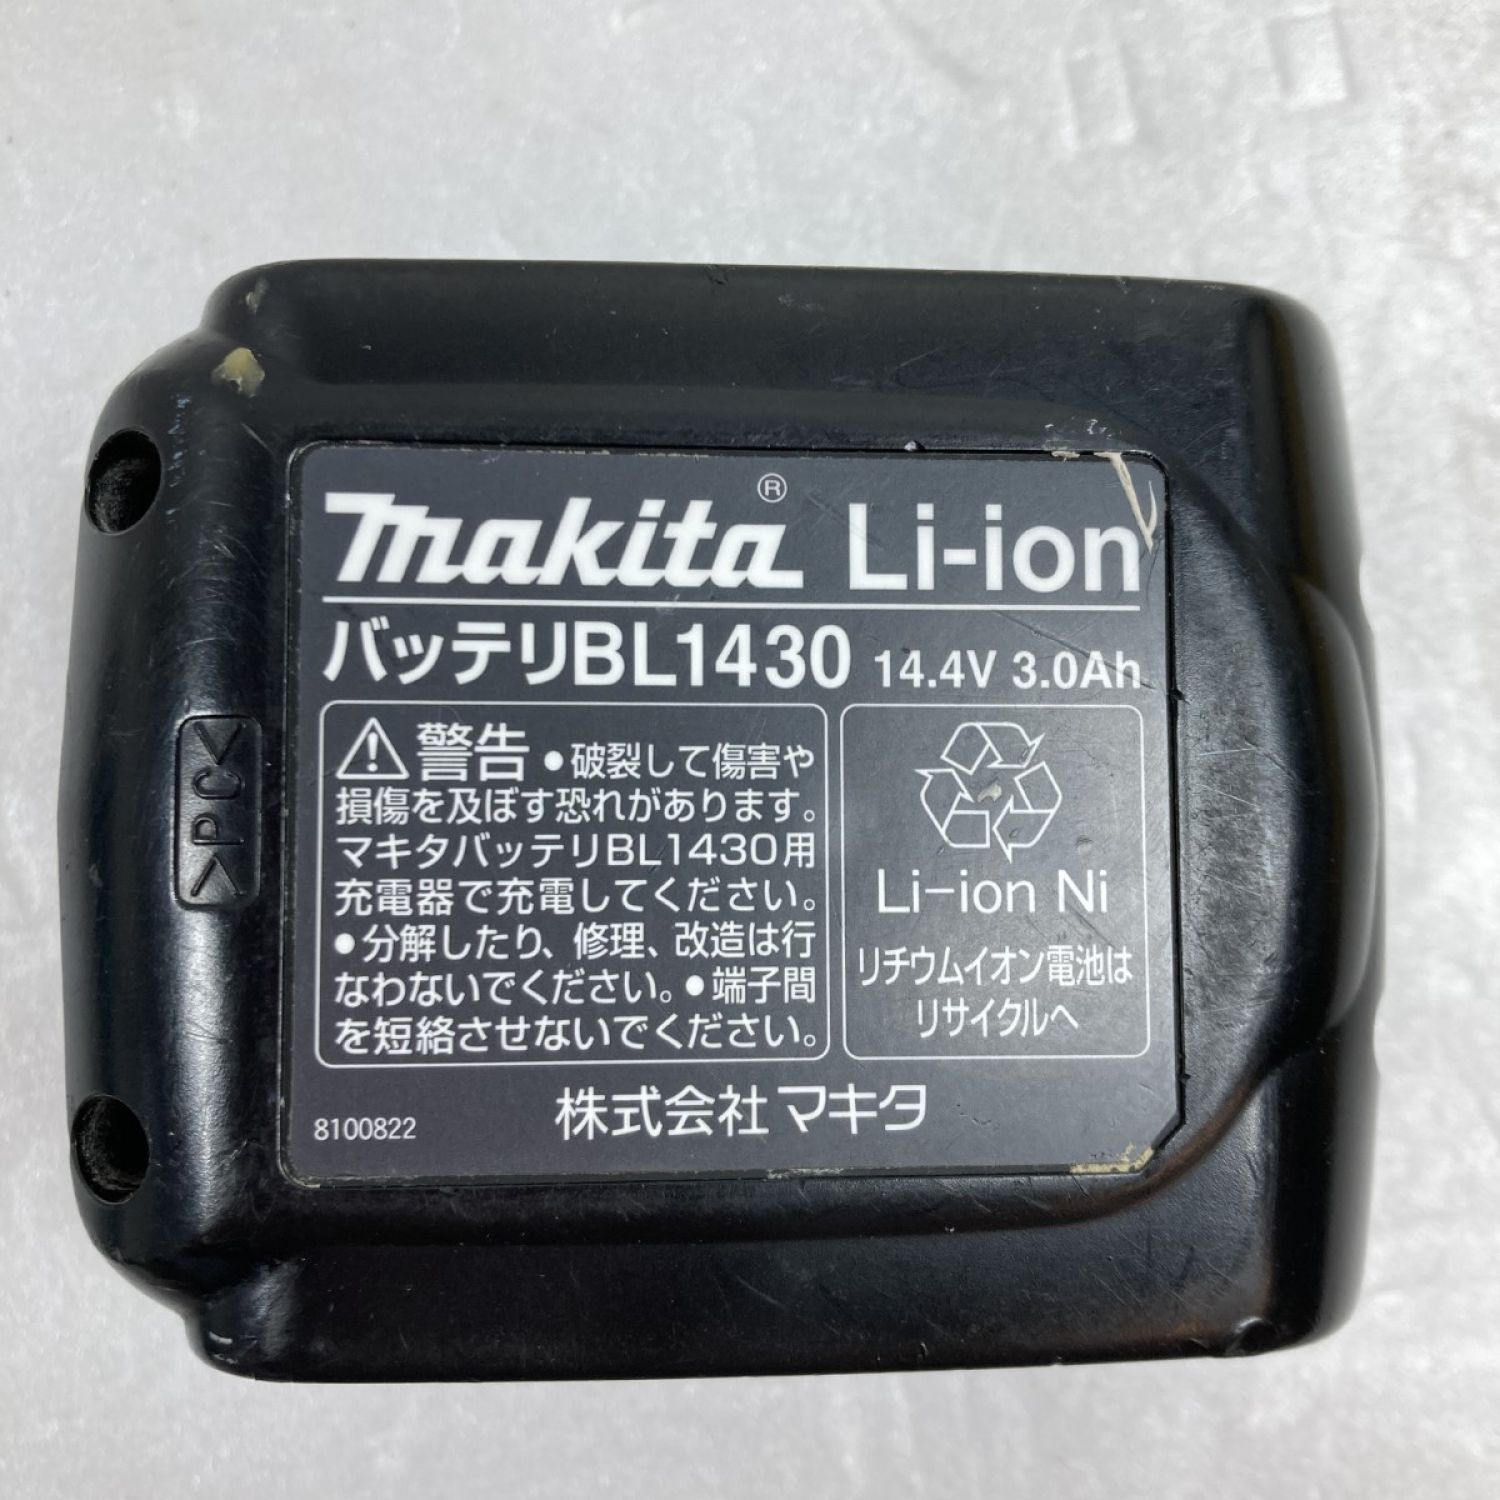 makita® Li-ion
バッテリBL1430 14.4V 3.0Ah
⚠警告 ●破裂して傷害や
損傷を及ぼす恐れがあります。
マキタバッテリBL1430用
充電器で充電してください。
●分解したり、修理、改造は行
なわないでください。●端子間
を短絡させないでください。
Li-ion Ni
リチウムイオン電池は
リサイクルへ
8100822
株式会社マキタ
>PC<